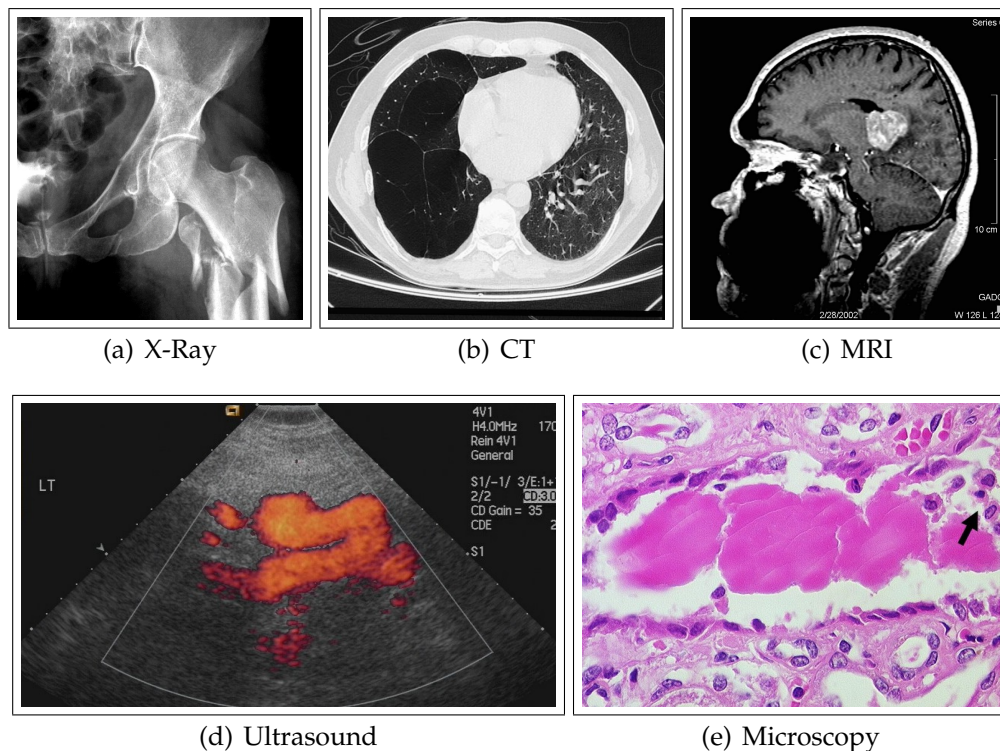 Series
10 cm
GADO
2/28/2002
W 126 L 12
(a) X-Ray
(b) CT
(c) MRI
4V1
H4.0MHz 170
Rein 4V1
General
LT
S1/-1/ 3/E:1+
2/2 CD:3.0
CD Gain = 35
CDE 2
S1
(d) Ultrasound
(e) Microscopy